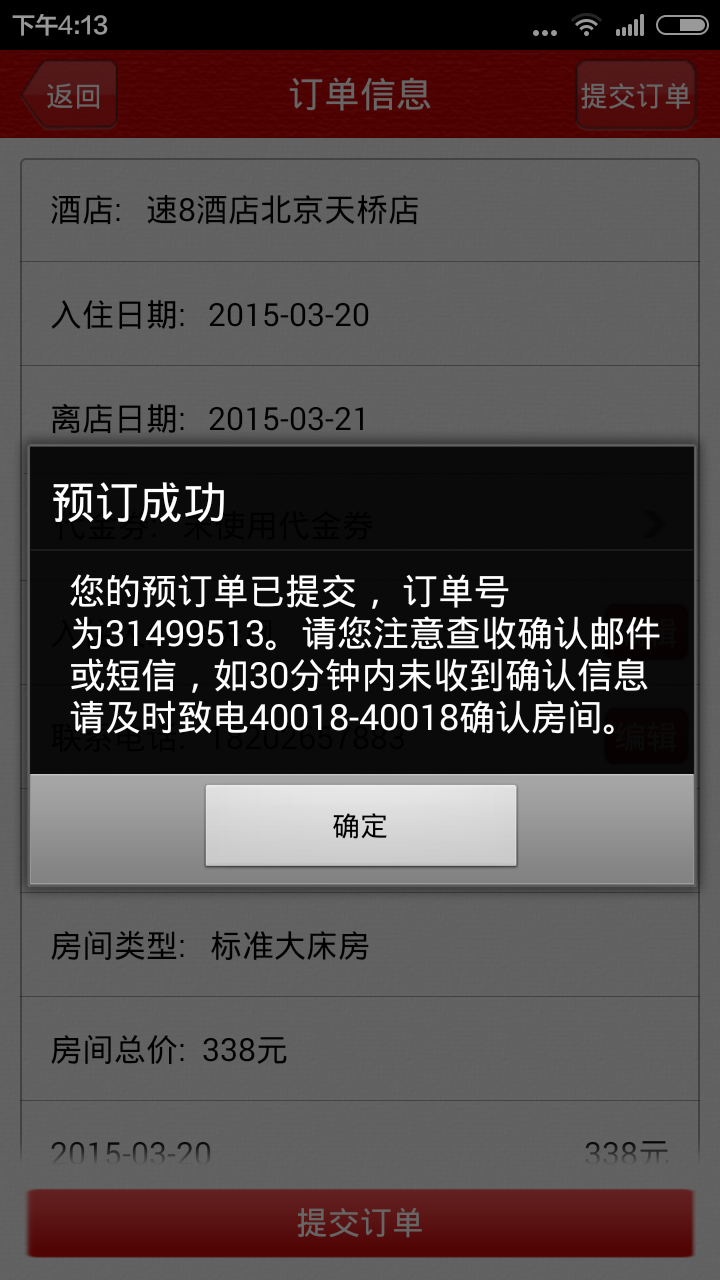 下午4:13
返回
订单信息
提交订单
酒店: 速8酒店北京天桥店
入住日期: 2015-03-20
离店日期: 2015-03-21
预订成功
代金券: 未使用代金券
您的预订单已提交，订单号
为31499513。请您注意查收确认邮件
或短信，如30分钟内未收到确认信息
请及时致电40018-40018确认房间。
联系电话: 18202657883
编辑
确定
房间类型: 标准大床房
房间总价: 338元
2015-03-20 338元
提交订单